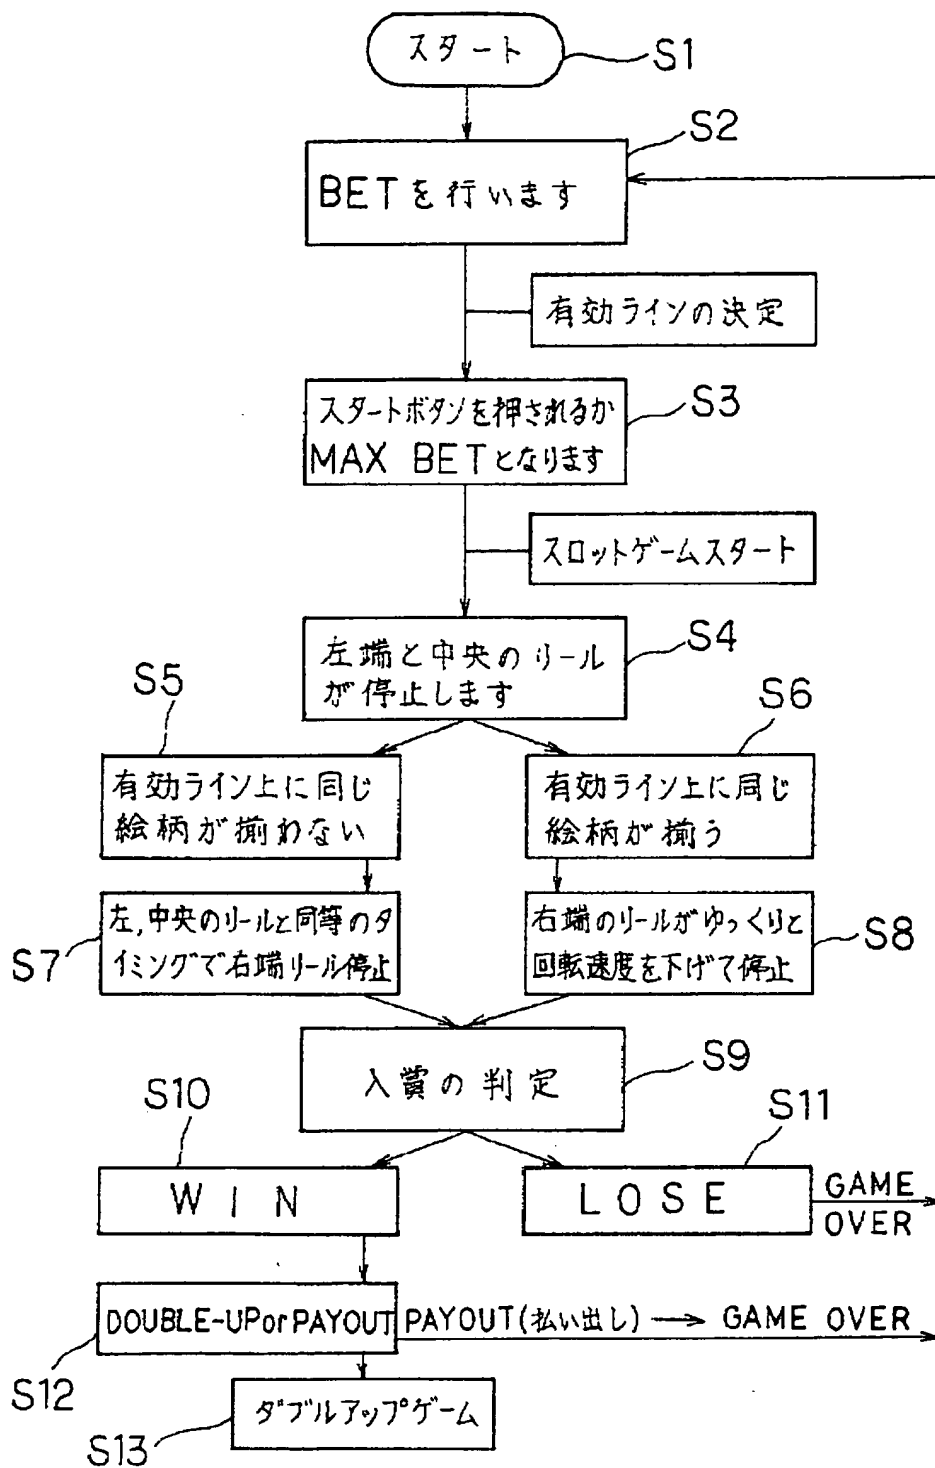 スタート
S1
S2
BETを行います
有効ラインの決定
S3
スタートボタンを押されるか
MAX BETとなります
スロットゲームスタート
S4
左端と中央のリール
が停止します
S5
S6
有効ライン上に同じ
絵柄が揃わない
有効ライン上に同じ
絵柄が揃う
S7
左,中央のリールと同等のタ
イミングで右端リール停止
右端のリールがゆっくりと
回転速度を下げて停止
S8
S9
入賞の判定
S10
S11
WIN
LOSE
GAME
OVER
DOUBLE-UPorPAYOUT
PAYOUT(払い出し)→GAME OVER
S12
ダブルアップゲーム
S13